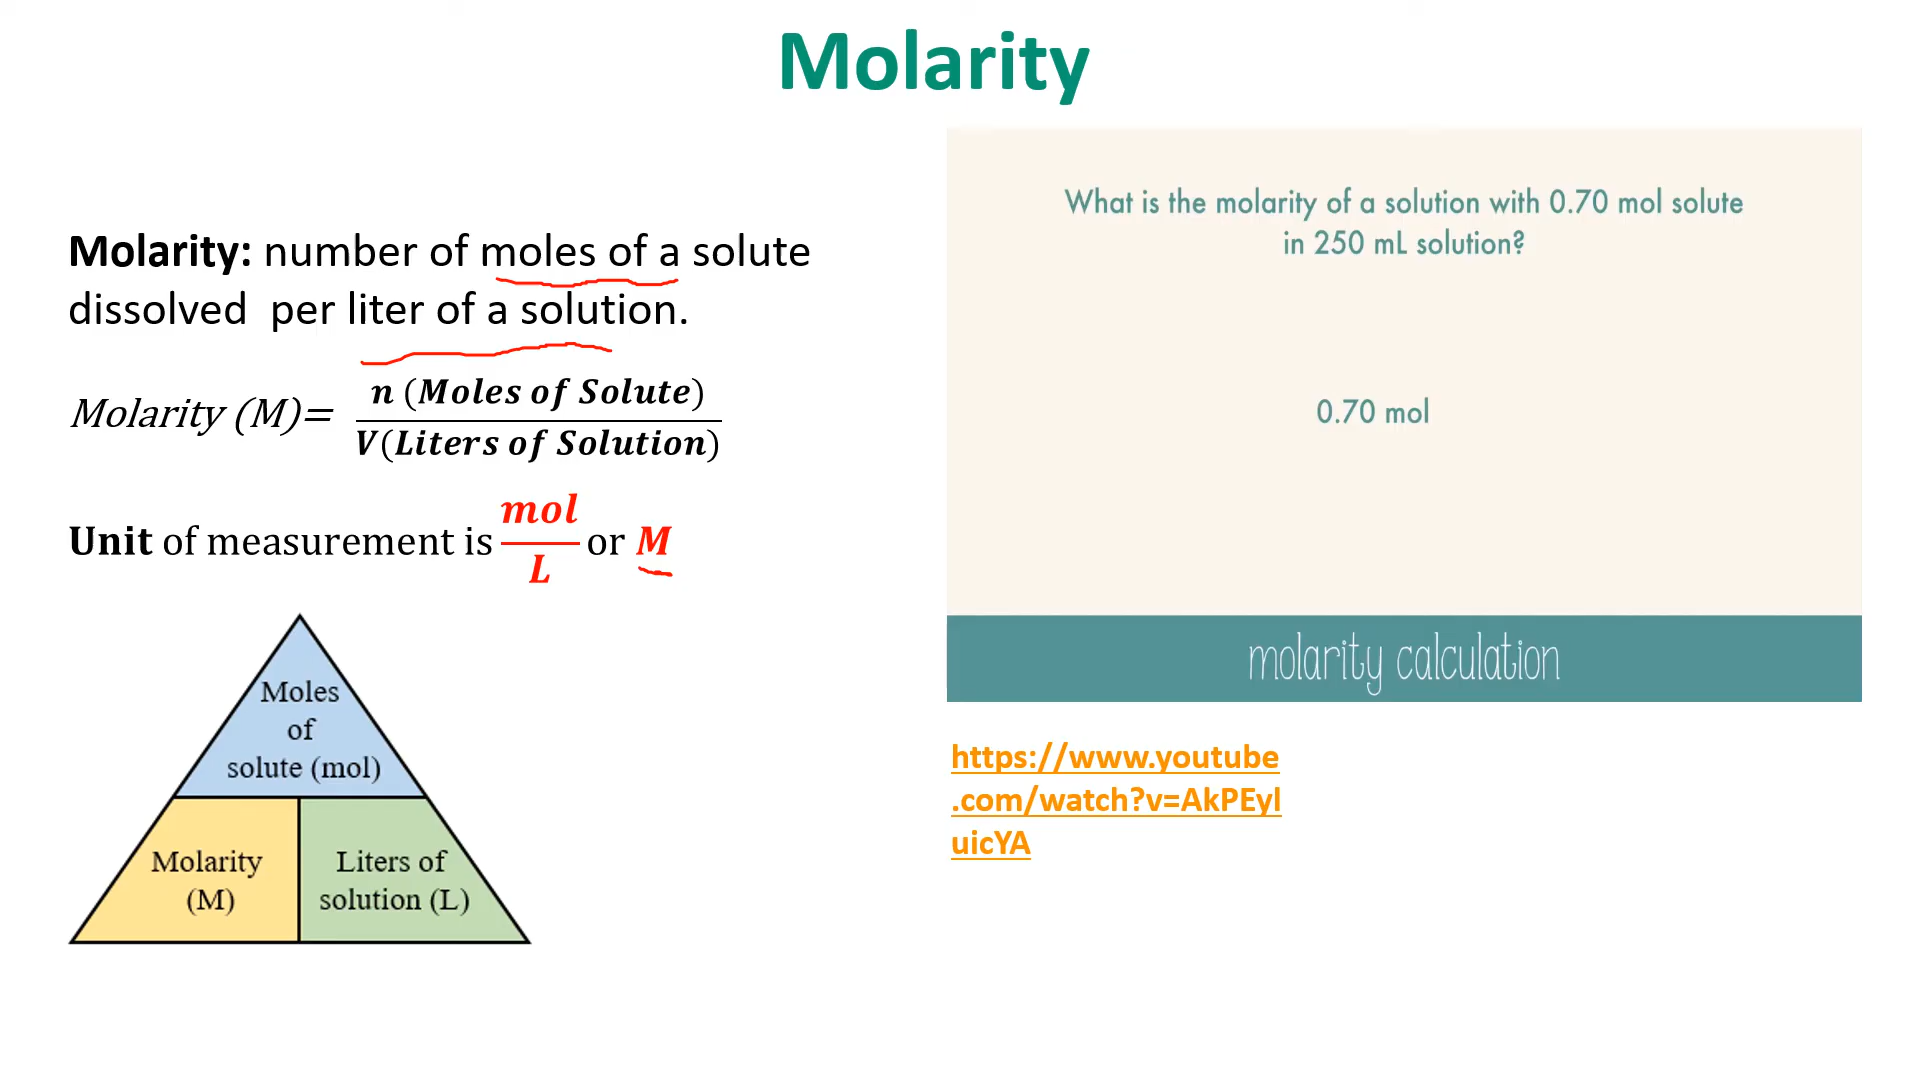 Molarity
Molarity: number of moles of a solute
dissolved  per liter of a solution.
Molarity (M)=
n (Moles of Solute)
V(Liters of Solution)
Unit of measurement is mol/L or M
Moles
of
solute (mol)
Molarity
(M)
Liters of
solution (L)
What is the molarity of a solution with 0.70 mol solute
in 250 mL solution?
0.70 mol
molarity calculation
https://www.youtube
.com/watch?v=AkPEyl
uicYA